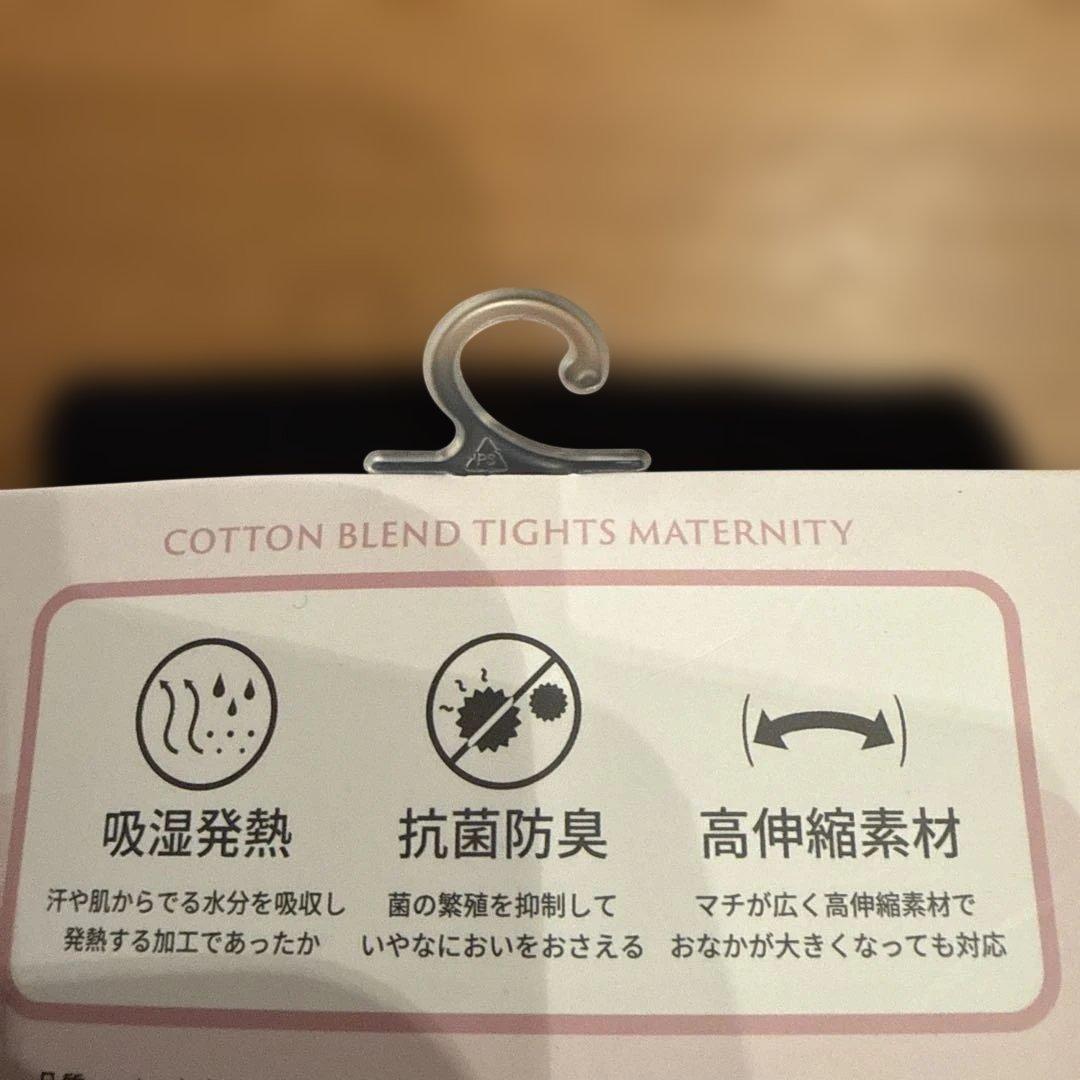 PS
COTTON BLEND TIGHTS MATERNITY
吸湿発熱
汗や肌からでる水分を吸収し
発熱する加工であったか
抗菌防臭
菌の繁殖を抑制して
いやなにおいをおさえる
高伸縮素材
マチが広く高伸縮素材で
おなかが大きくなっても対応